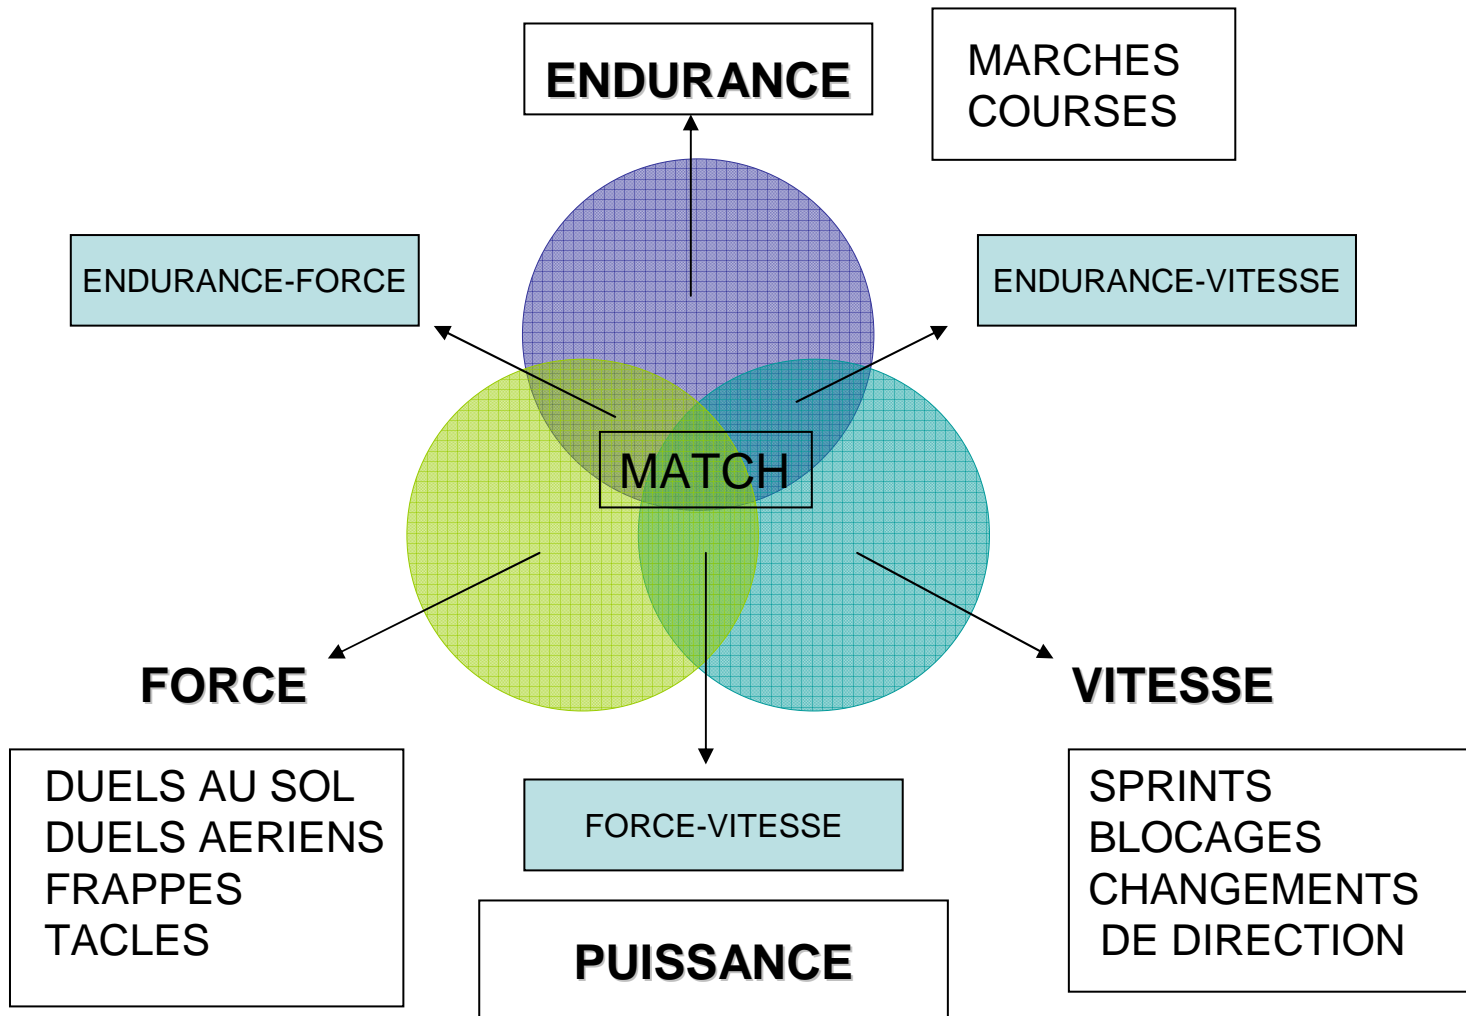 ENDURANCE
MARCHES
COURSES
ENDURANCE-FORCE
ENDURANCE-VITESSE
MATCH
FORCE
VITESSE
DUELS AU SOL
DUELS AERIENS
FRAPPES
TACLES
FORCE-VITESSE
PUISSANCE
SPRINTS
BLOCAGES
CHANGEMENTS
DE DIRECTION